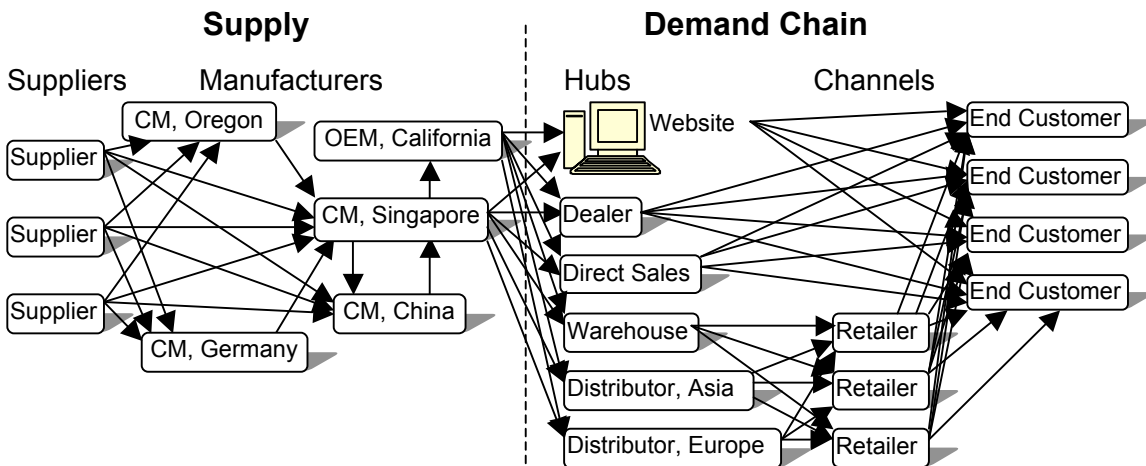 Supply
Demand Chain
Suppliers
Manufacturers
Hubs
Channels
CM, Oregon
OEM, California
Website
End Customer
Supplier
End Customer
CM, Singapore
Dealer
Supplier
End Customer
Direct Sales
End Customer
Supplier
CM, China
Warehouse
Retailer
CM, Germany
Distributor, Asia
Retailer
Distributor, Europe
Retailer